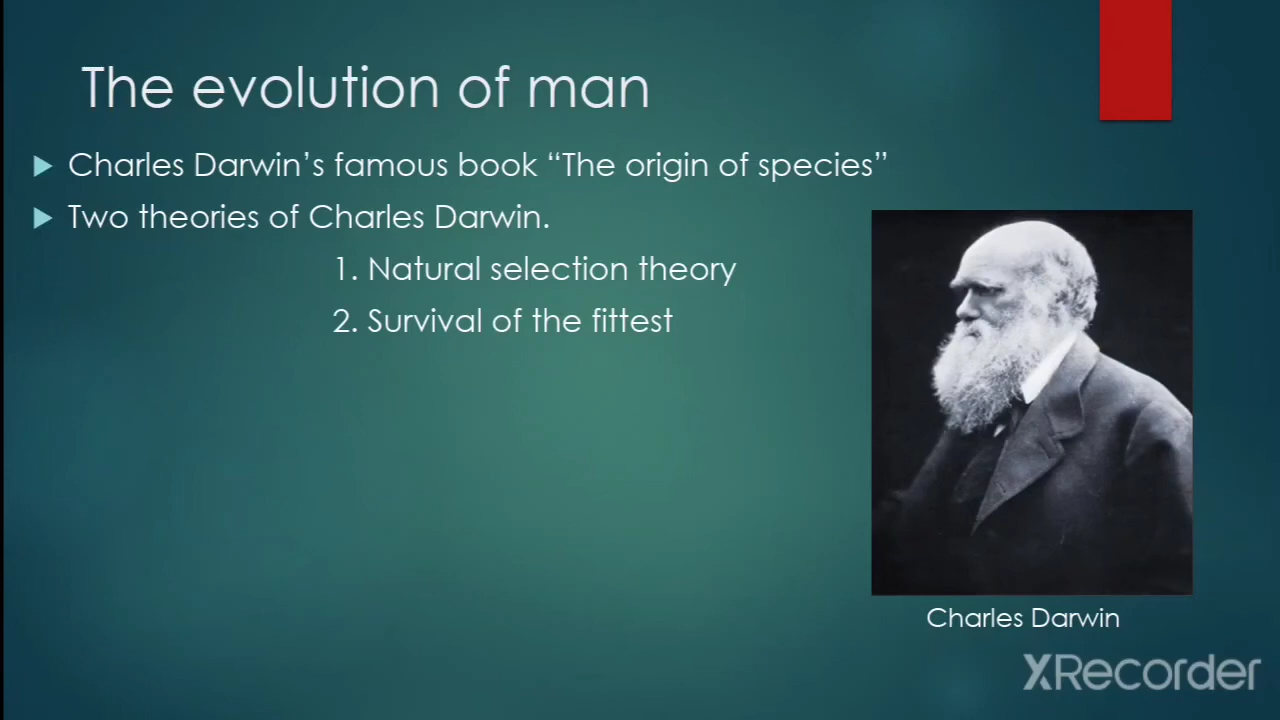 The evolution of man
Charles Darwin’s famous book “The origin of species”
Two theories of Charles Darwin.
1. Natural selection theory
2. Survival of the fittest
Charles Darwin
XRecorder